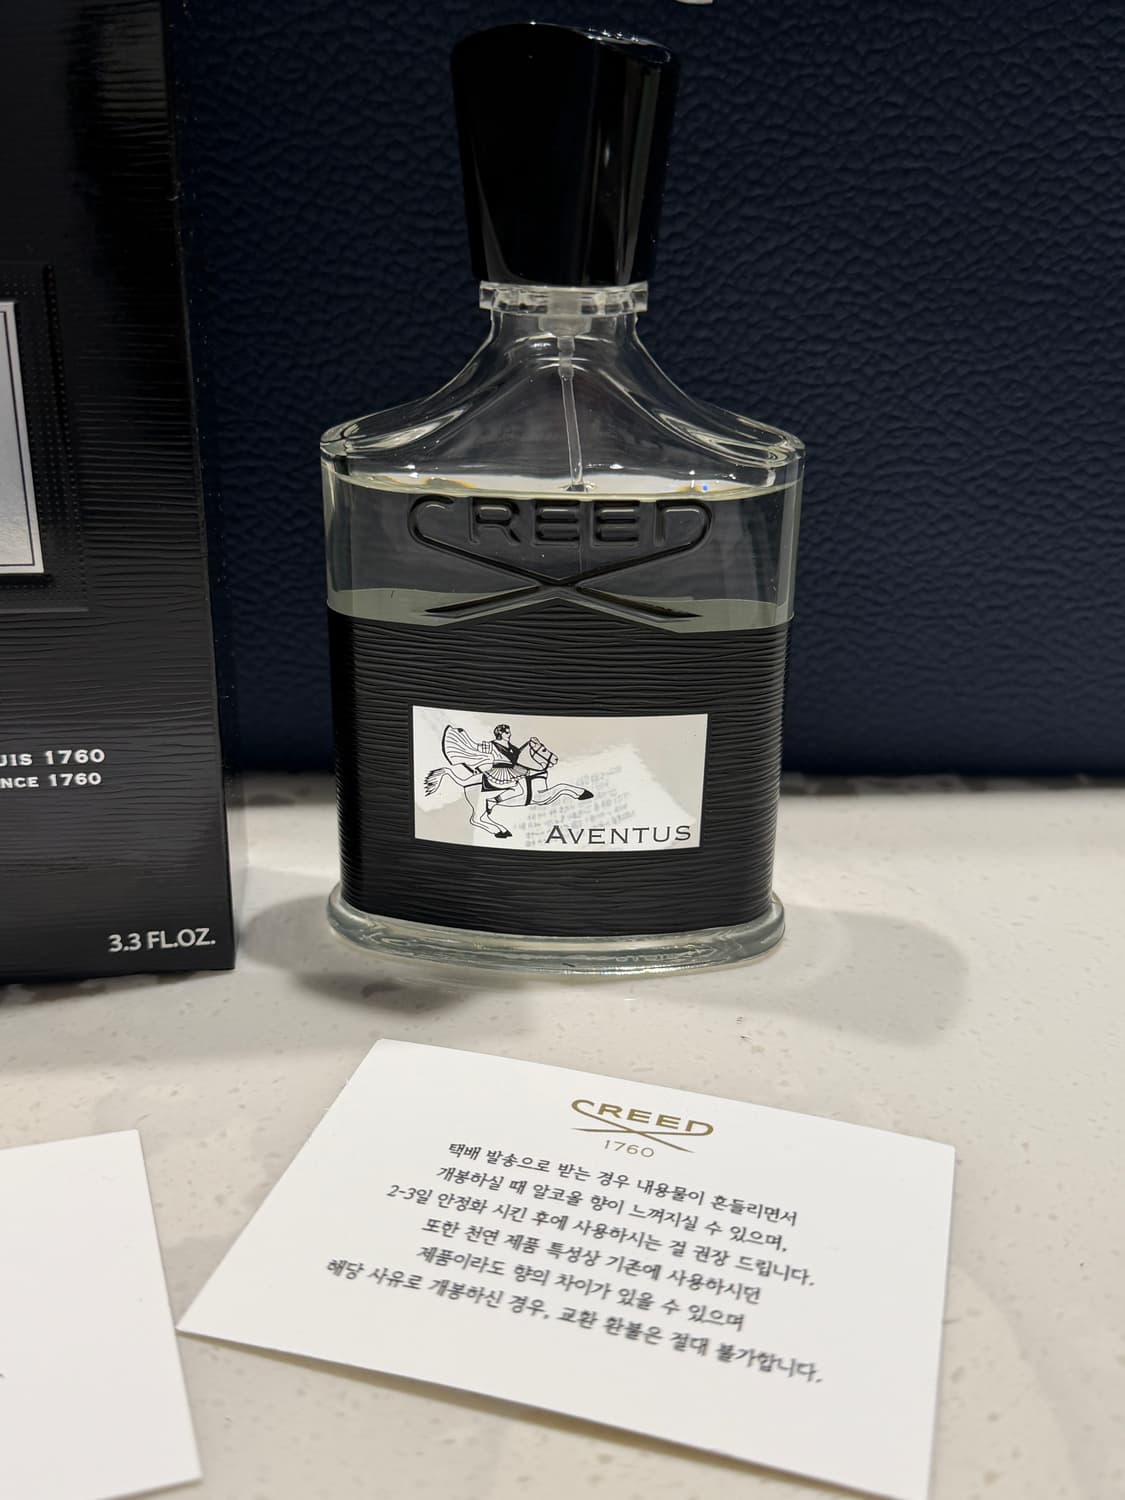 UIS 1760
NCE 1760
3.3 FL.OZ.
CREED
AVENTUS
CREED
1760
택배 발송으로 받는 경우 내용물이 흔들리면서
개봉하실 때 알코올 향이 느껴지실 수 있으며,
2-3일 안정화 시킨 후에 사용하시는 걸 권장 드립니다.
또한 천연 제품 특성상 기존에 사용하시던
제품이라도 향의 차이가 있을 수 있으며
해당 사유로 개봉하신 경우, 교환 환불은 절대 불가합니다.